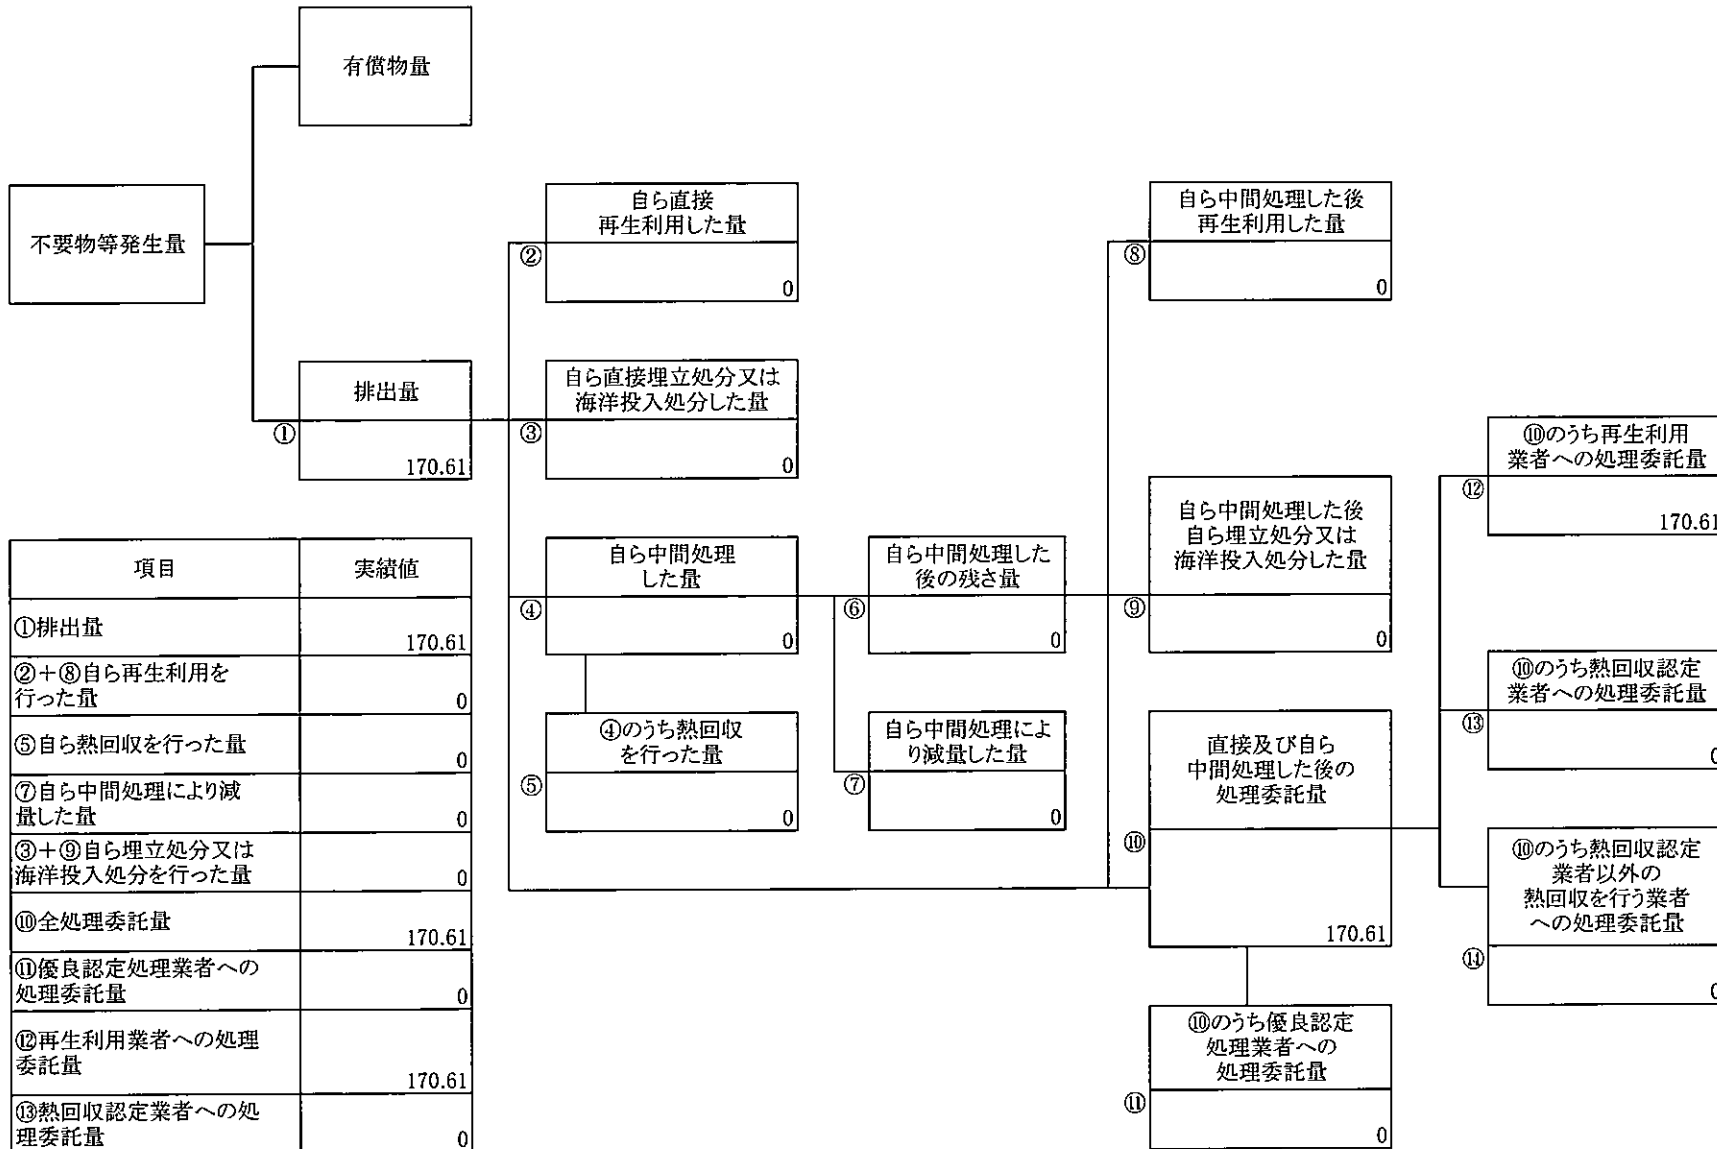 有償物量
不要物等発生量
排出量
①
170.61
自ら直接
再生利用した量
②
0
自ら直接埋立処分又は
海洋投入処分した量
③
0
自ら中間処理
した量
④
0
④のうち熱回収
を行った量
⑤
0
自ら中間処理した
後の残さ量
⑥
0
自ら中間処理によ
り減量した量
⑦
0
自ら中間処理した後
再生利用した量
⑧
0
自ら中間処理した後
自ら埋立処分又は
海洋投入処分した量
⑨
0
直接及び自ら
中間処理した後の
処理委託量
⑩
170.61
⑩のうち優良認定
処理業者への
処理委託量
⑪
0
⑩のうち再生利用
業者への処理委託量
⑫
170.61
⑩のうち熱回収認定
業者への処理委託量
⑬
0
⑩のうち熱回収認定
業者以外の
熱回収を行う業者
への処理委託量
⑭
0
項目 実績値
①排出量
170.61
②+⑧自ら再生利用を
行った量 0
⑤自ら熱回収を行った量
0
⑦自ら中間処理により減
量した量 0
③+⑨自ら埋立処分又は
海洋投入処分を行った量 0
⑩全処理委託量
170.61
⑪優良認定処理業者への
処理委託量 0
⑫再生利用業者への処理
委託量
170.61
⑬熱回収認定業者への処
理委託量 0